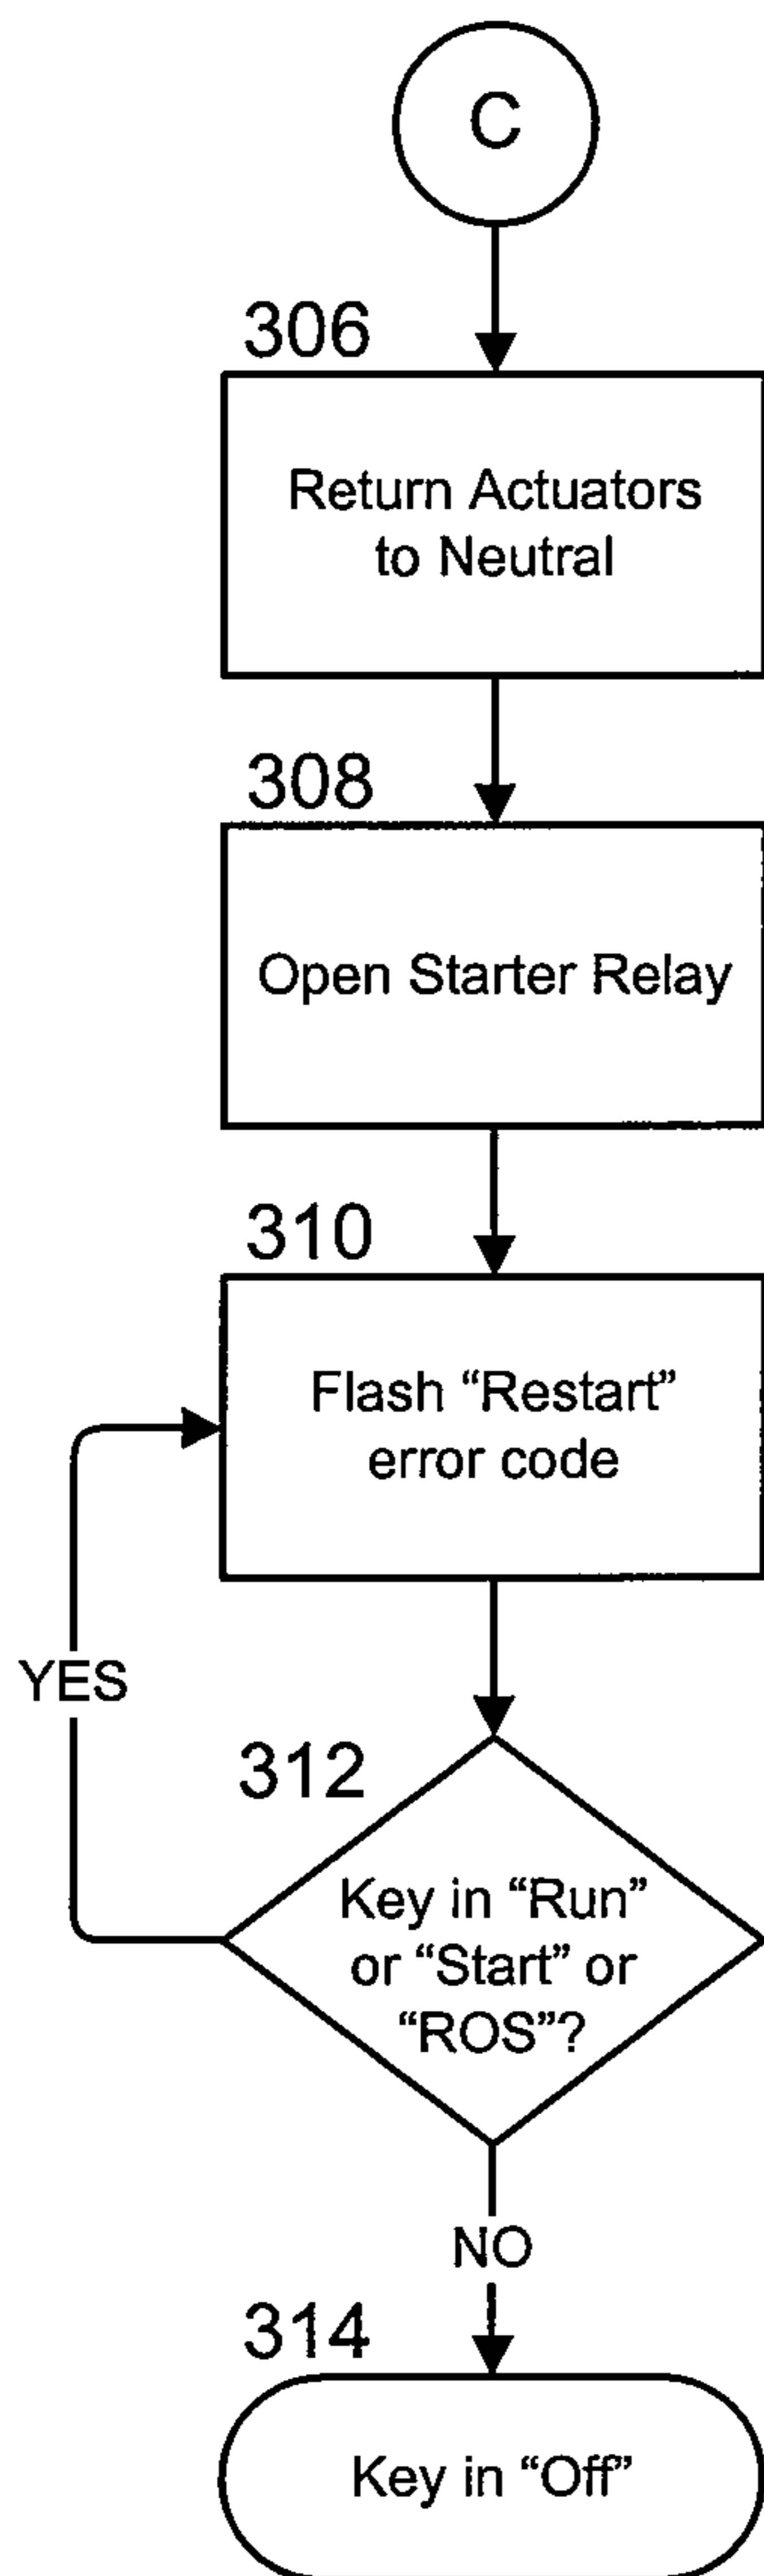 C
306
Return Actuators
to Neutral
308
Open Starter Relay
310
Flash “Restart”
error code
YES
312
Key in “Run”
or “Start” or
“ROS”?
NO
314
Key in “Off”